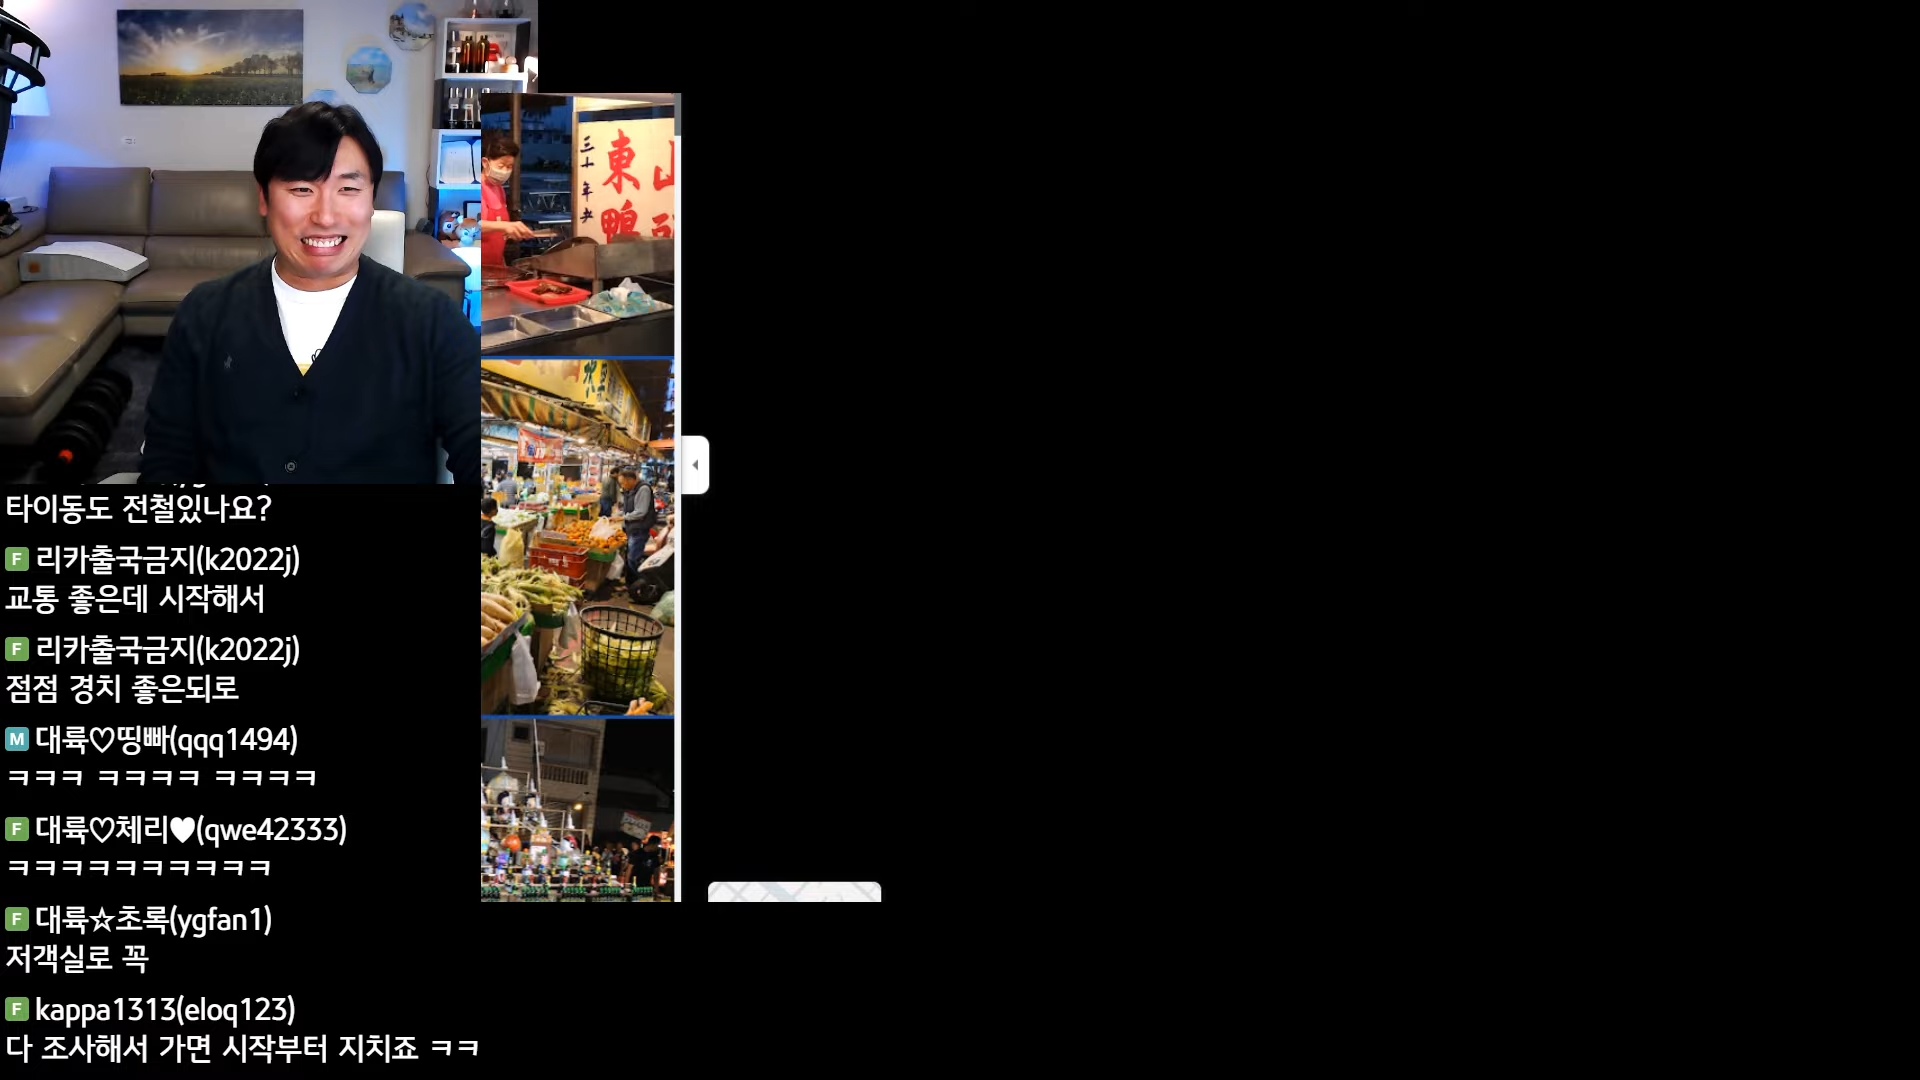 타이동도 전철있나요?
F 리카출국금지(k2022j)
교통 좋은데 시작해서
F 리카출국금지(k2022j)
점점 경치 좋은되로
M 대륙♡띵빠(qqq1494)
ㅋㅋㅋ ㅋㅋㅋㅋ ㅋㅋㅋㅋ
F 대륙♡체리♥(qwe42333)
ㅋㅋㅋㅋㅋㅋㅋㅋㅋㅋ
F 대륙☆초록(ygfan1)
저객실로 꼭
F kappa1313(eloq123)
다 조사해서 가면 시작부터 지치죠 ㅋㅋ
三十年老
東山
鴨頭